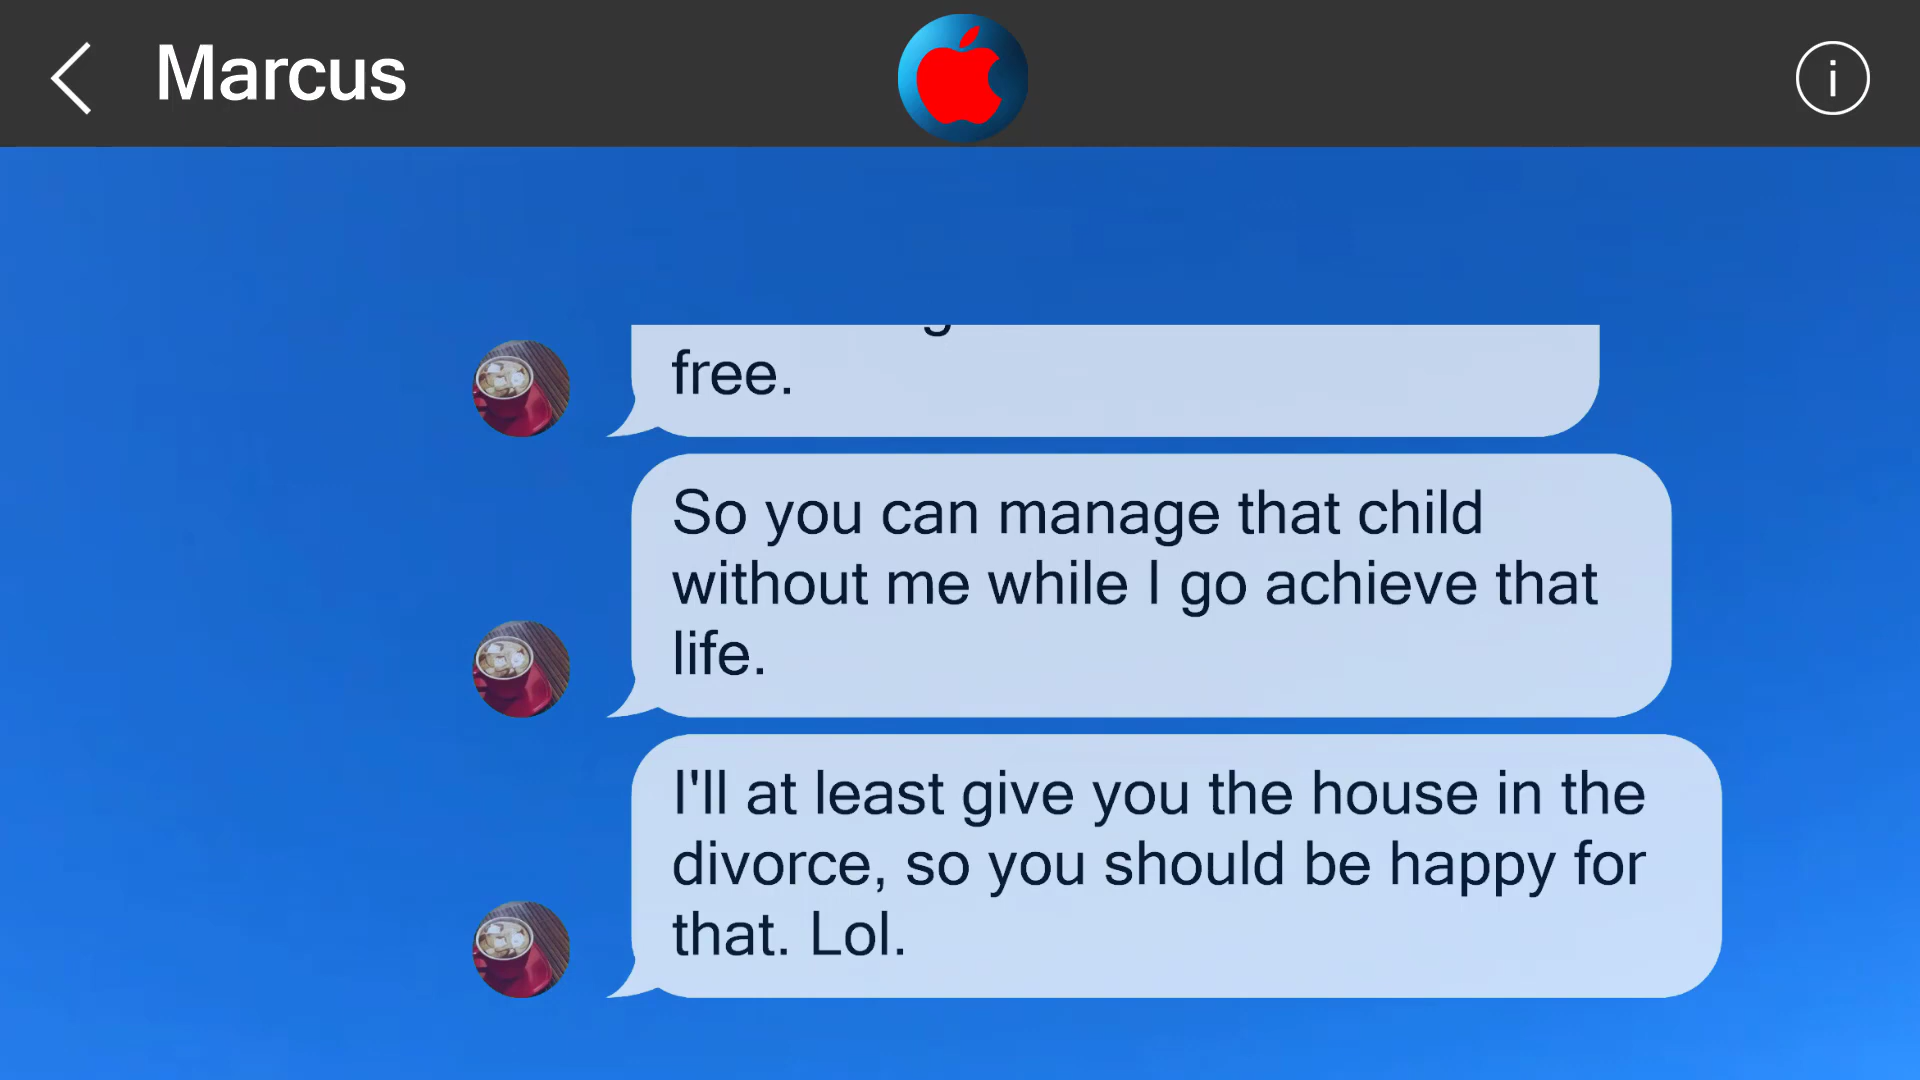 Marcus
free.
So you can manage that child
without me while I go achieve that
life.
I'll at least give you the house in the
divorce, so you should be happy for
that. Lol.